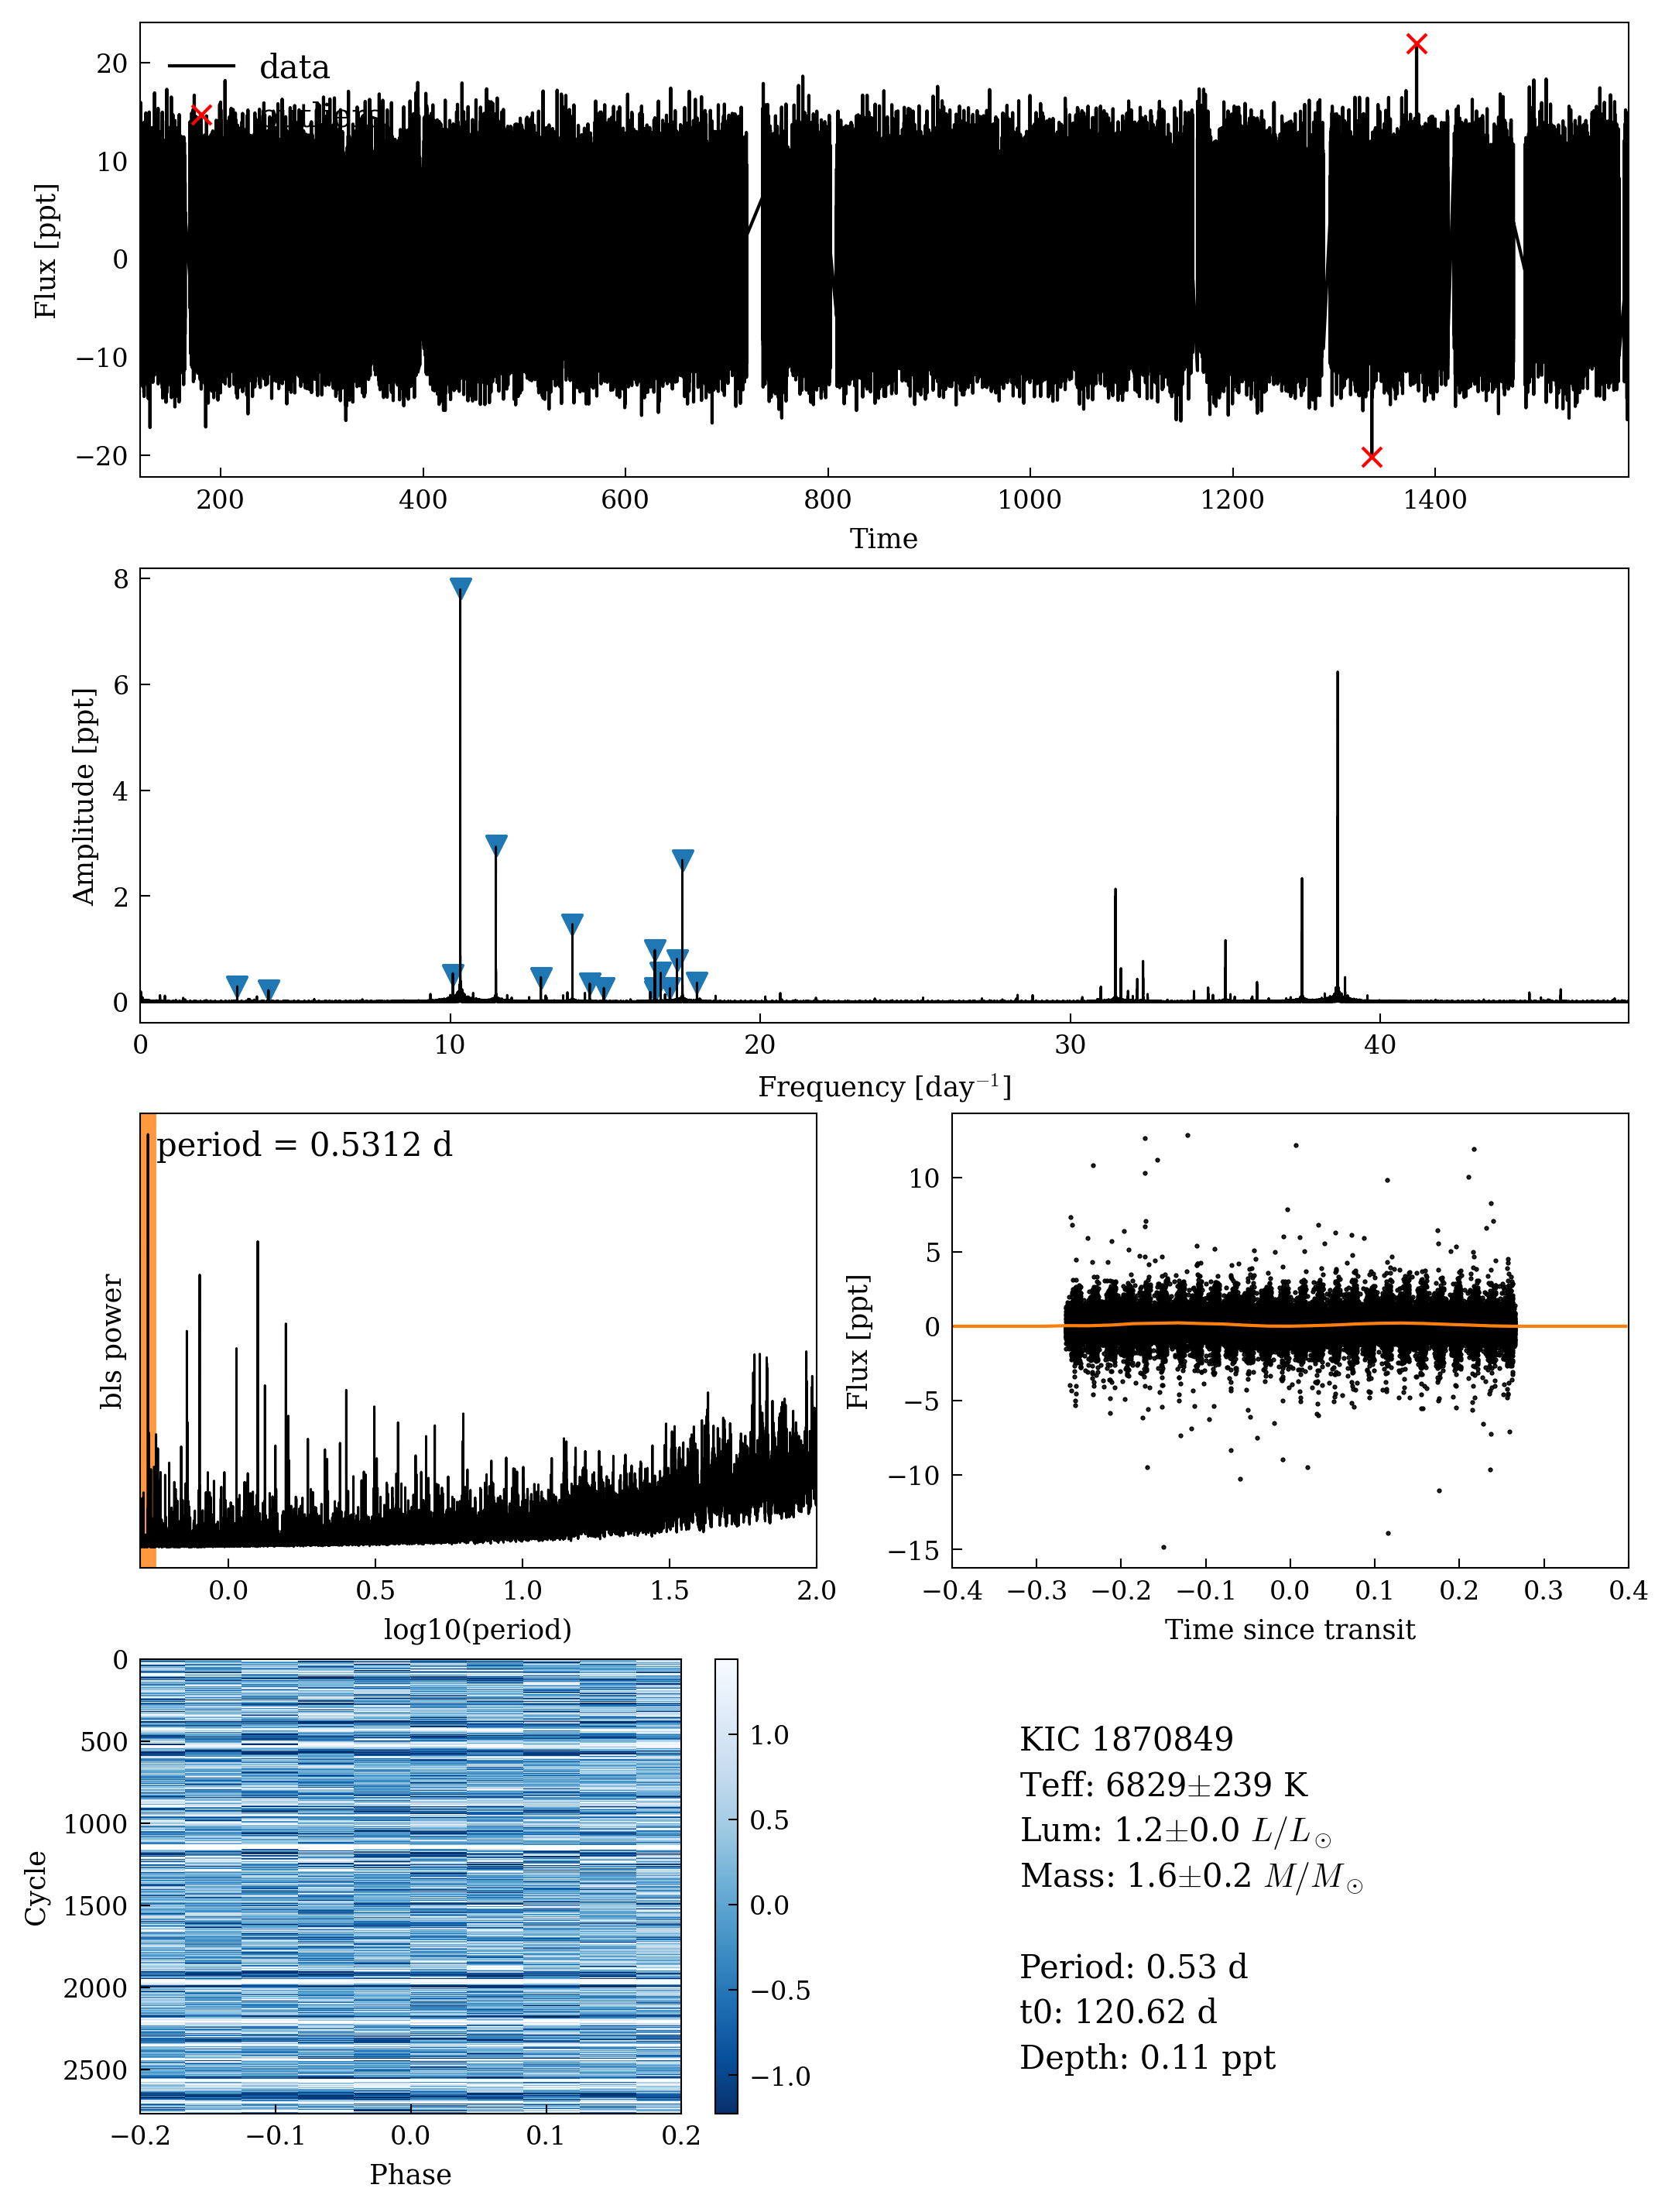 data
outliers
20
10
0
−10
−20
Flux [ppt]
200 400 600 800 1000 1200 1400
Time
8
6
4
2
0
Amplitude [ppt]
0 10 20 30 40
Frequency [day⁻¹]
period = 0.5312 d
bls power
0.0 0.5 1.0 1.5 2.0
log10(period)
10
5
0
−5
−10
−15
Flux [ppt]
−0.4 −0.3 −0.2 −0.1 0.0 0.1 0.2 0.3 0.4
Time since transit
0
500
1000
1500
2000
2500
Cycle
−0.2 −0.1 0.0 0.1 0.2
Phase
1.0
0.5
0.0
−0.5
−1.0
KIC 1870849
Teff: 6829±239 K
Lum: 1.2±0.0 L/L☉
Mass: 1.6±0.2 M/M☉
Period: 0.53 d
t0: 120.62 d
Depth: 0.11 ppt